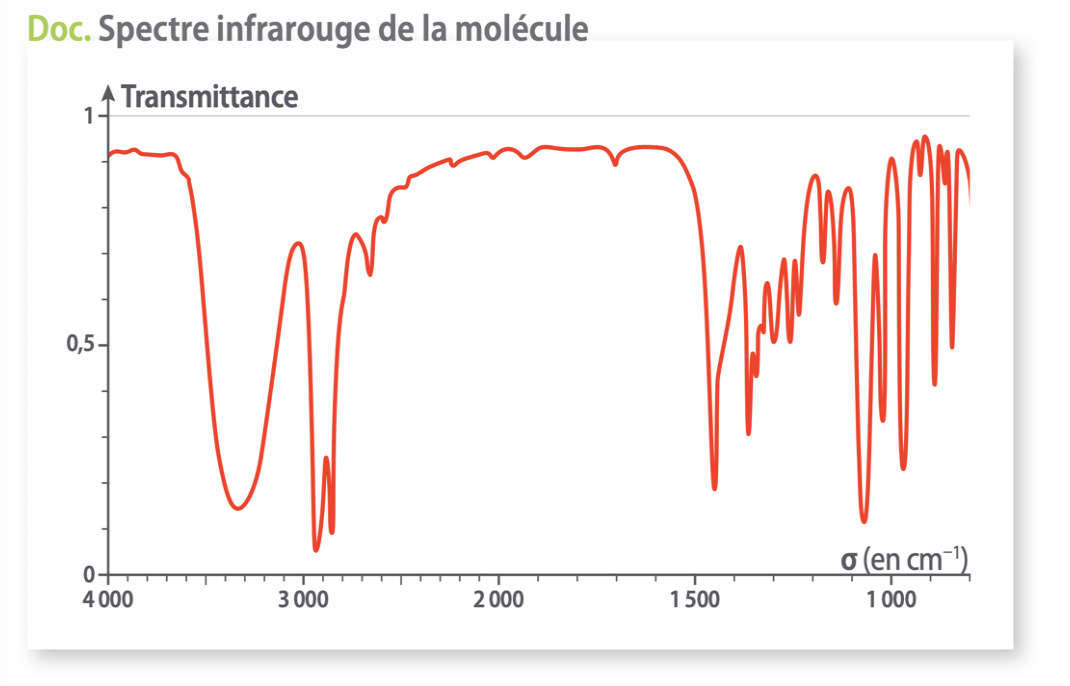 Doc. Spectre infrarouge de la molécule
Transmittance
1
0,5
0
σ (en cm⁻¹)
4 000 3 000 2 000 1 500 1 000